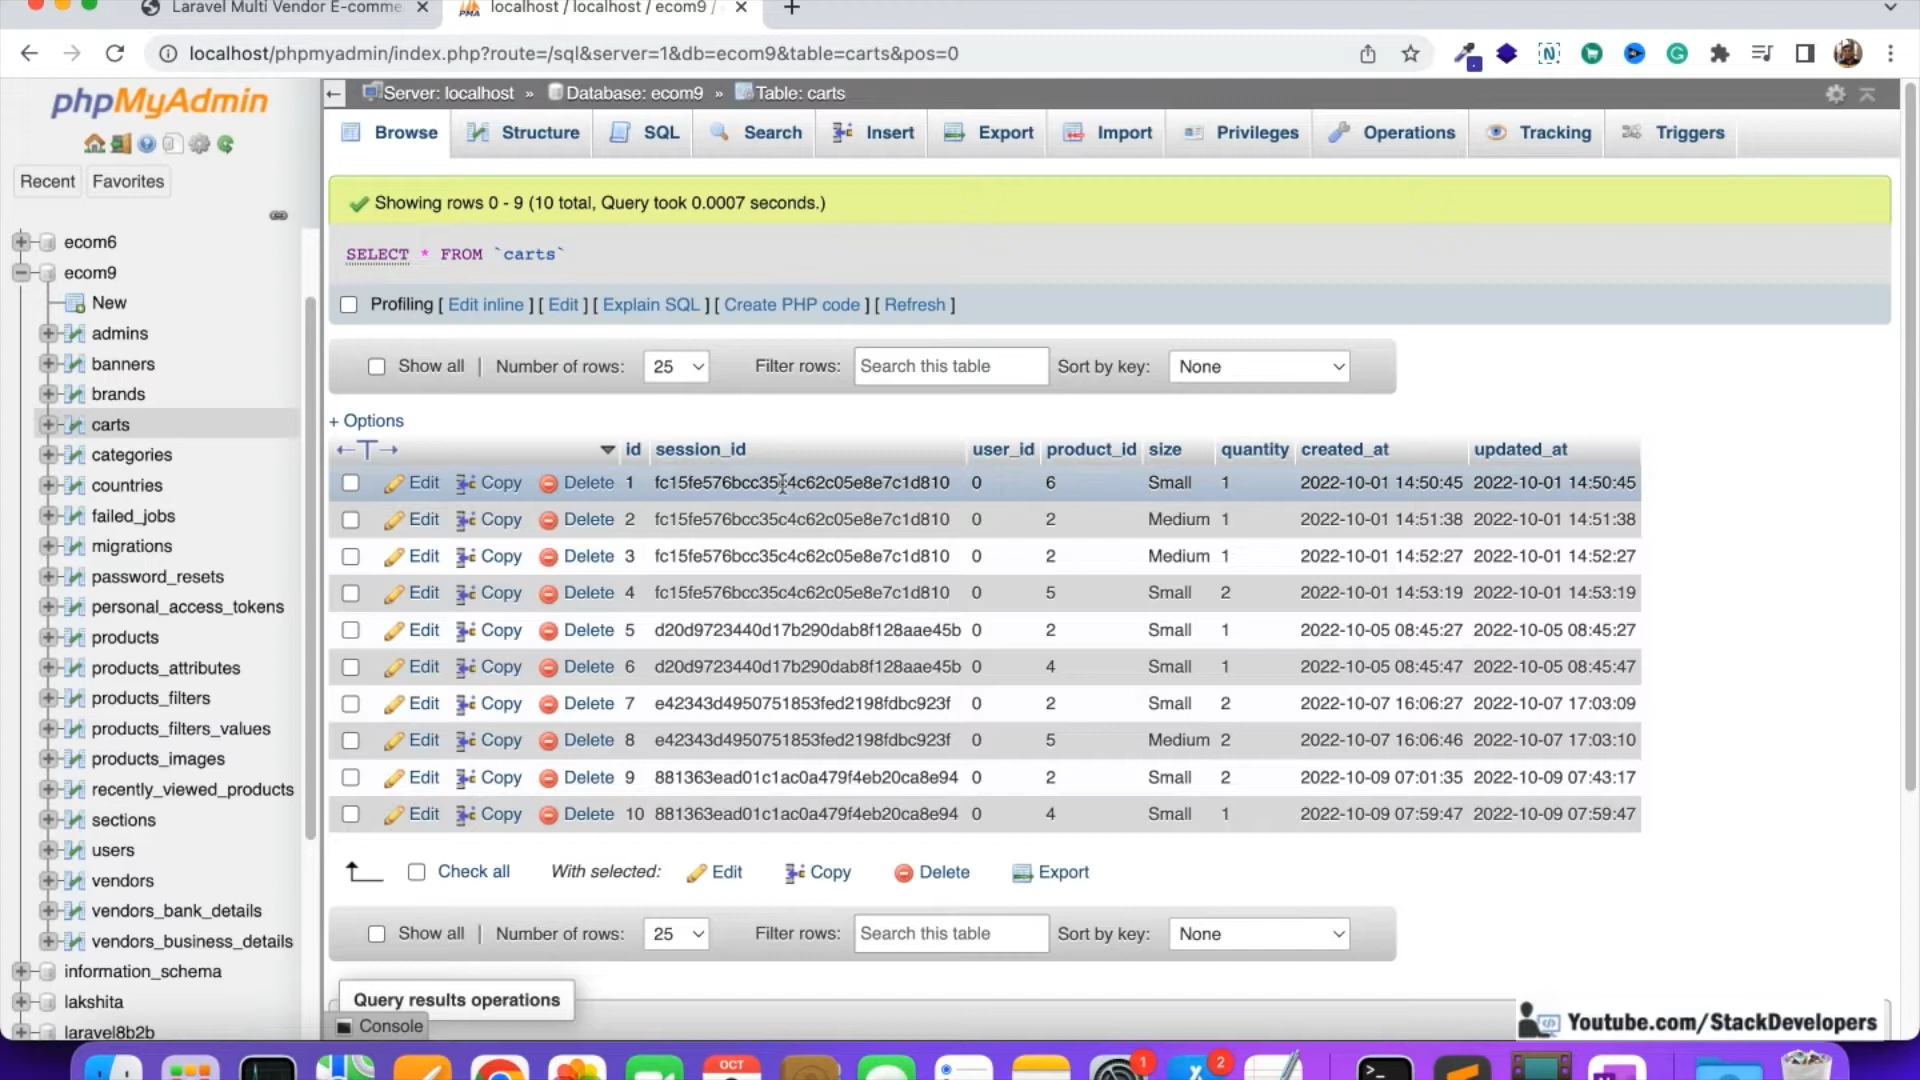 Laravel Multi Vendor E-comme
localhost / localhost / ecom9 /
localhost/phpmyadmin/index.php?route=/sql&server=1&db=ecom9&table=carts&pos=0
phpMyAdmin
Recent Favorites
ecom6
ecom9
New
admins
banners
brands
carts
categories
countries
failed_jobs
migrations
password_resets
personal_access_tokens
products
products_attributes
products_filters
products_filters_values
products_images
recently_viewed_products
sections
users
vendors
vendors_bank_details
vendors_business_details
information_schema
lakshita
laravel8b2b
Server: localhost » Database: ecom9 » Table: carts
Browse Structure SQL Search Insert Export Import Privileges Operations Tracking Triggers
Showing rows 0 - 9 (10 total, Query took 0.0007 seconds.)
SELECT * FROM `carts`
Profiling [ Edit inline ] [ Edit ] [ Explain SQL ] [ Create PHP code ] [ Refresh ]
Show all | Number of rows: 25 Filter rows: Search this table Sort by key: None
+ Options
←T→ id session_id user_id product_id size quantity created_at updated_at
Edit Copy Delete 1 fc15fe576bcc35c4c62c05e8e7c1d810 0 6 Small 1 2022-10-01 14:50:45 2022-10-01 14:50:45
Edit Copy Delete 2 fc15fe576bcc35c4c62c05e8e7c1d810 0 2 Medium 1 2022-10-01 14:51:38 2022-10-01 14:51:38
Edit Copy Delete 3 fc15fe576bcc35c4c62c05e8e7c1d810 0 2 Medium 1 2022-10-01 14:52:27 2022-10-01 14:52:27
Edit Copy Delete 4 fc15fe576bcc35c4c62c05e8e7c1d810 0 5 Small 2 2022-10-01 14:53:19 2022-10-01 14:53:19
Edit Copy Delete 5 d20d9723440d17b290dab8f128aae45b 0 2 Small 1 2022-10-05 08:45:27 2022-10-05 08:45:27
Edit Copy Delete 6 d20d9723440d17b290dab8f128aae45b 0 4 Small 1 2022-10-05 08:45:47 2022-10-05 08:45:47
Edit Copy Delete 7 e42343d4950751853fed2198fdbc923f 0 2 Small 2 2022-10-07 16:06:27 2022-10-07 17:03:09
Edit Copy Delete 8 e42343d4950751853fed2198fdbc923f 0 5 Medium 2 2022-10-07 16:06:46 2022-10-07 17:03:10
Edit Copy Delete 9 881363ead01c1ac0a479f4eb20ca8e94 0 2 Small 2 2022-10-09 07:01:35 2022-10-09 07:43:17
Edit Copy Delete 10 881363ead01c1ac0a479f4eb20ca8e94 0 4 Small 1 2022-10-09 07:59:47 2022-10-09 07:59:47
Check all With selected: Edit Copy Delete Export
Show all | Number of rows: 25 Filter rows: Search this table Sort by key: None
Query results operations
Console
Youtube.com/StackDevelopers
OCT
1
2